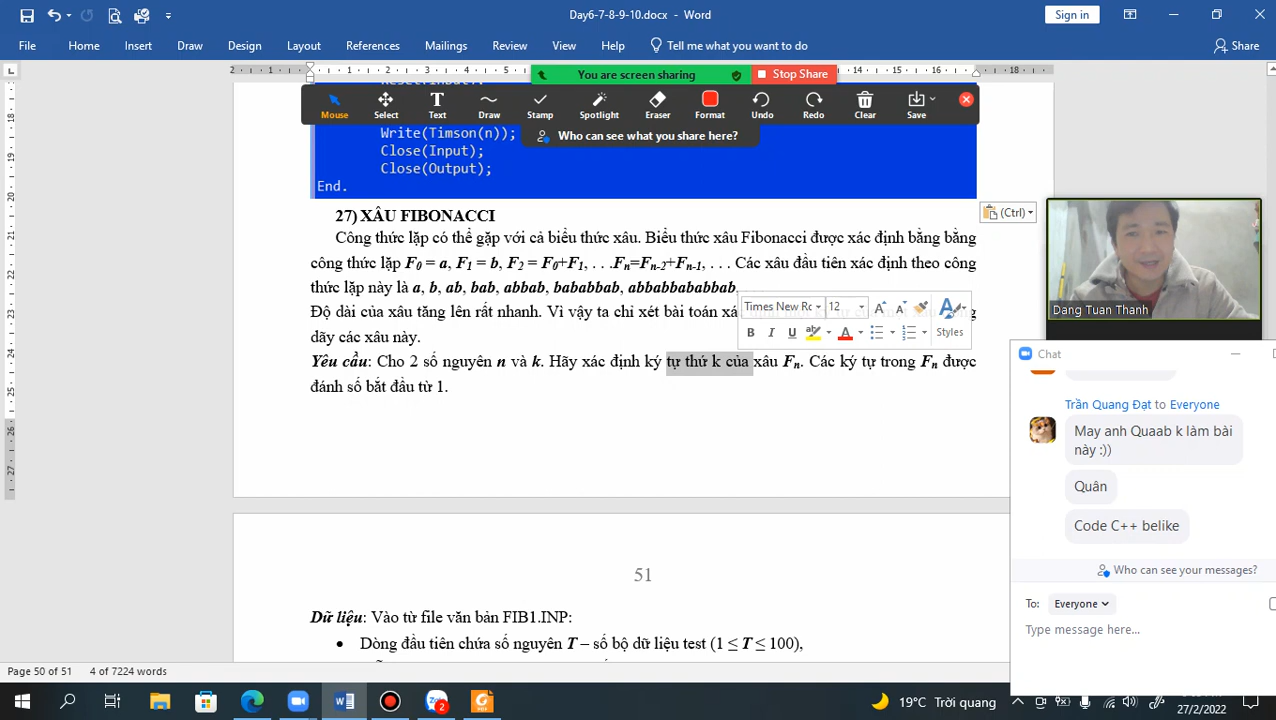 Day6-7-8-9-10.docx - Word
Sign in
File Home Insert Draw Design Layout References Mailings Review View Help Tell me what you want to do Share
You are screen sharing Stop Share
Mouse Select Text Draw Stamp Spotlight Eraser Format Undo Redo Clear Save
Who can see what you share here?
Write(Timson(n));
Close(Input);
Close(Output);
End.
27) XÂU FIBONACCI
(Ctrl)
Công thức lặp có thể gặp với cả biểu thức xâu. Biểu thức xâu Fibonacci được xác định bằng bằng
công thức lặp F0 = a, F1 = b, F2 = F0+F1, . . .Fn=Fn-2+Fn-1, . . . Các xâu đầu tiên xác định theo công
thức lặp này là a, b, ab, bab, abbab, bababbab, abbabbababbab,
Độ dài của xâu tăng lên rất nhanh. Vì vậy ta chỉ xét bài toán
dãy các xâu này.
Times New Ro 12
B I U A Styles
Yêu cầu: Cho 2 số nguyên n và k. Hãy xác định ký tự thứ k của xâu Fn. Các ký tự trong Fn được
đánh số bắt đầu từ 1.
51
Dữ liệu: Vào từ file văn bản FIB1.INP:
• Dòng đầu tiên chứa số nguyên T – số bộ dữ liệu test (1 ≤ T ≤ 100),
Dang Tuan Thanh
Chat
Trần Quang Đạt to Everyone
May anh Quaab k làm bài
này :))
Quân
Code C++ belike
Who can see your messages?
To: Everyone
Type message here...
Page 50 of 51 4 of 7224 words
19°C Trời quang
27/2/2022